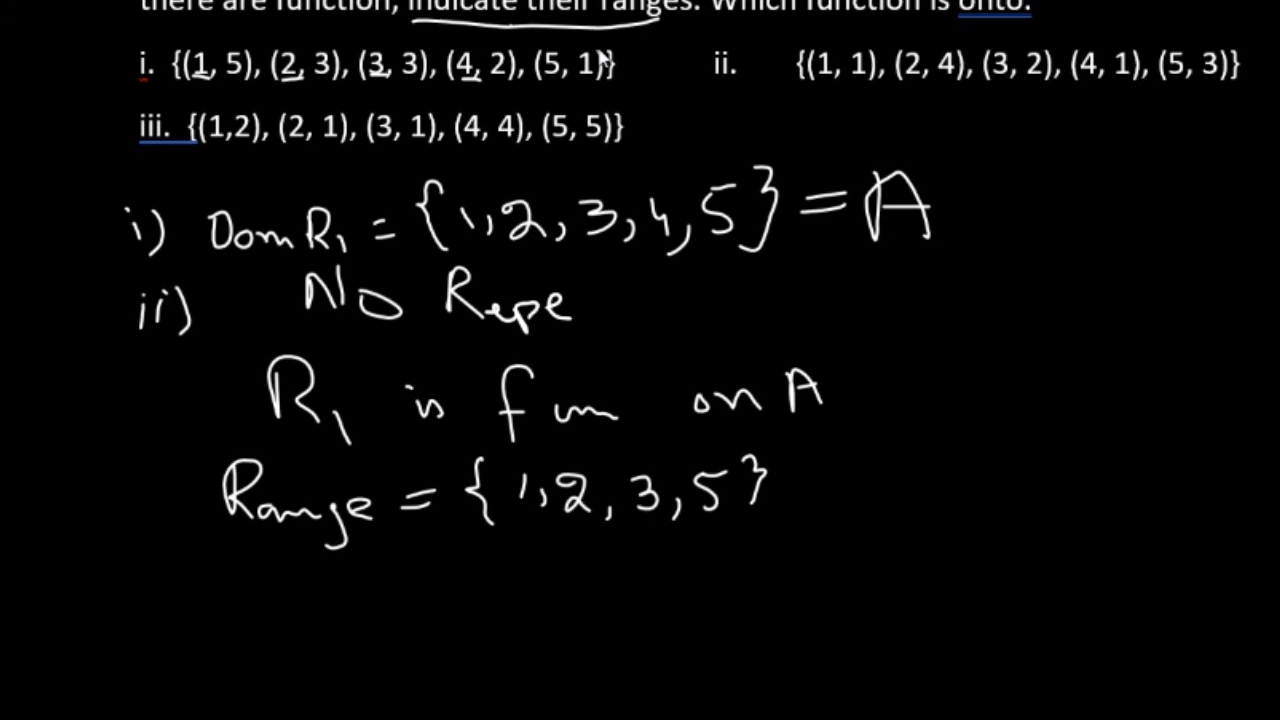 there are function, indicate their ranges. Which function is onto.
i. {(1, 5), (2, 3), (3, 3), (4, 2), (5, 1)} ii. {(1, 1), (2, 4), (3, 2), (4, 1), (5, 3)}
iii. {(1,2), (2, 1), (3, 1), (4, 4), (5, 5)}
i) Dom R₁ = {1,2,3,4,5} = A
ii) No Repe
R₁ is fun on A
Range = {1,2,3,5}